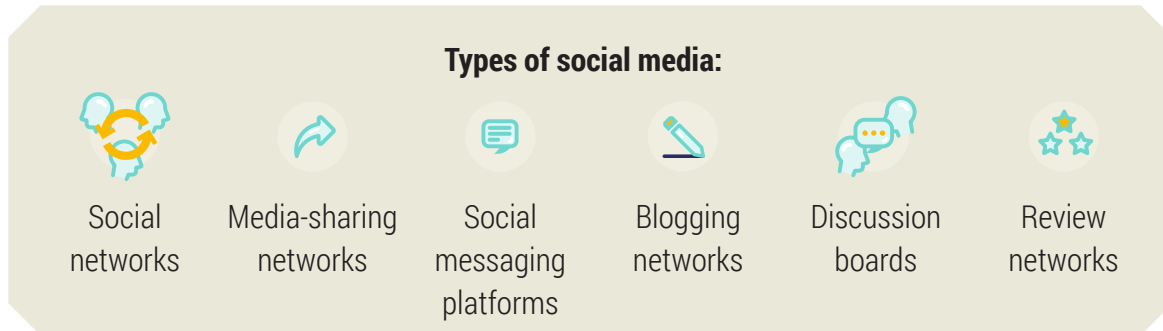 Types of social media:
Social
networks
Media-sharing
networks
Social
messaging
platforms
Blogging
networks
Discussion
boards
Review
networks